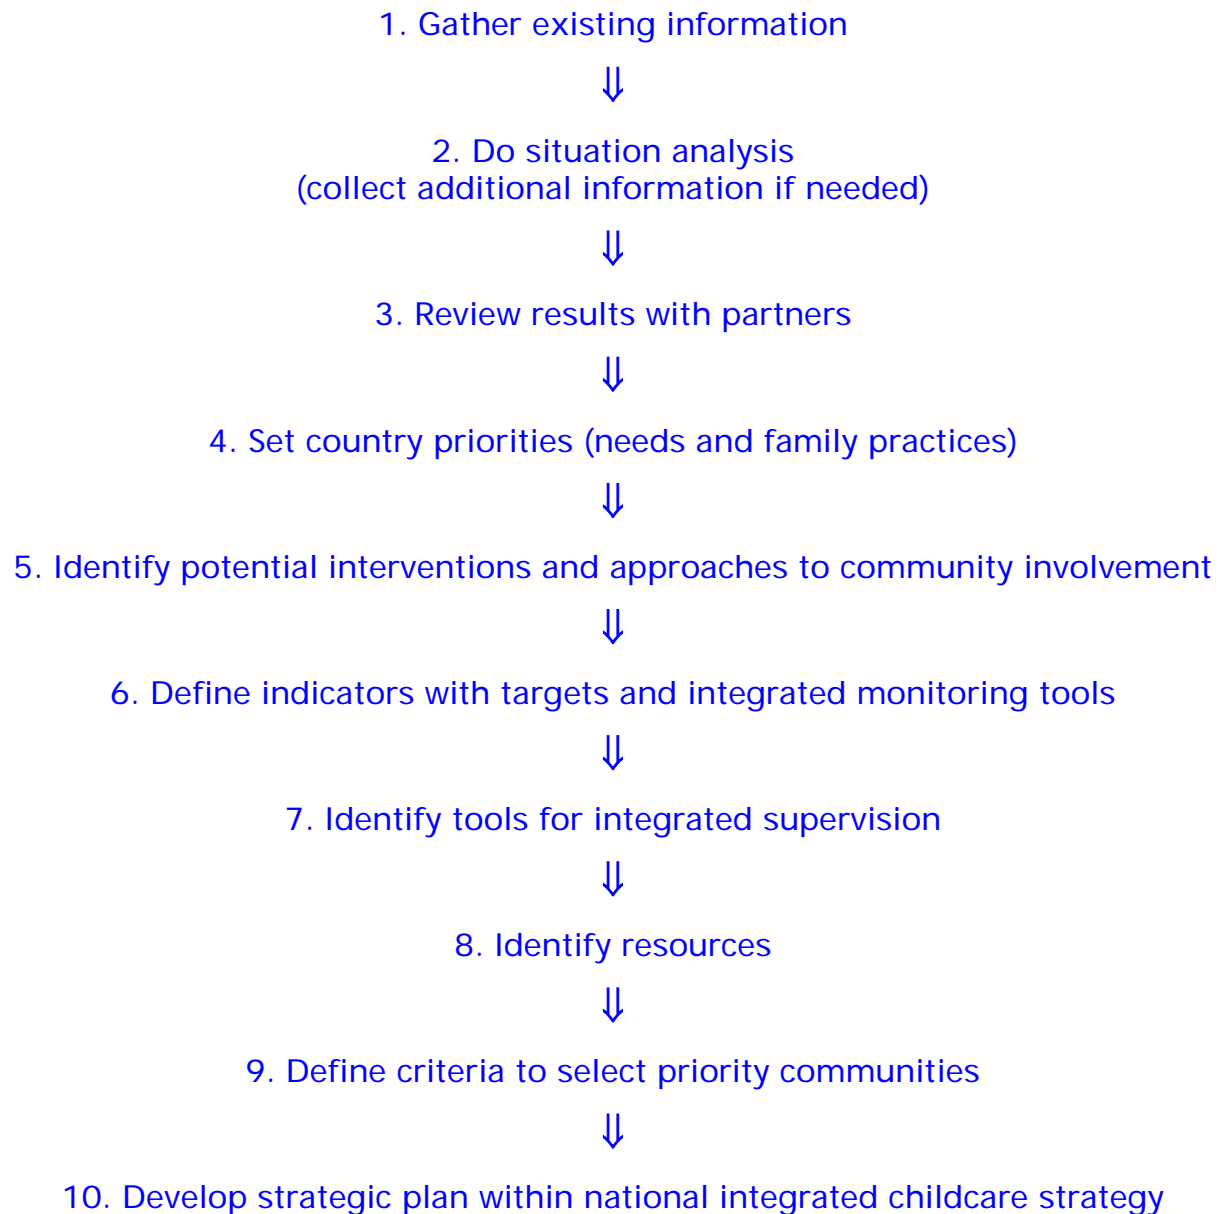 1. Gather existing information
⇓
2. Do situation analysis
(collect additional information if needed)
⇓
3. Review results with partners
⇓
4. Set country priorities (needs and family practices)
⇓
5. Identify potential interventions and approaches to community involvement
⇓
6. Define indicators with targets and integrated monitoring tools
⇓
7. Identify tools for integrated supervision
⇓
8. Identify resources
⇓
9. Define criteria to select priority communities
⇓
10. Develop strategic plan within national integrated childcare strategy